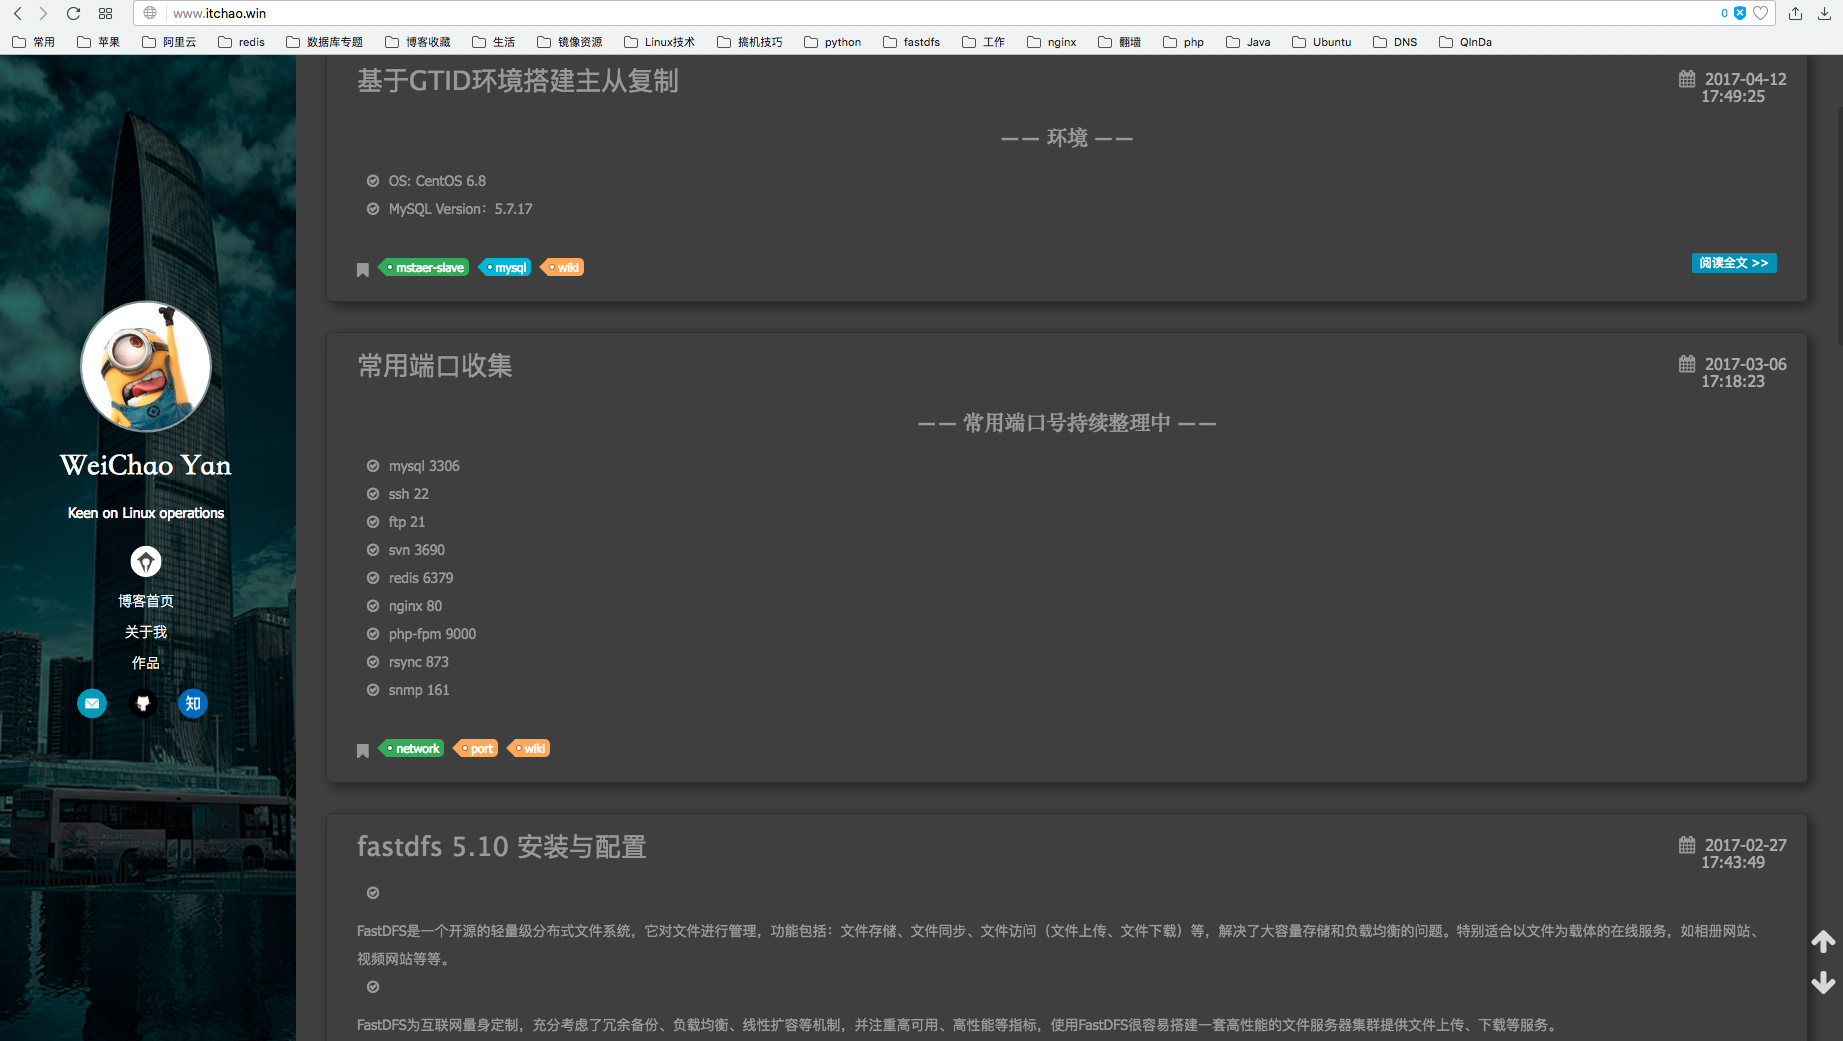 www.itchao.win
0
常用 苹果 阿里云 redis 数据库专题 博客收藏 生活 镜像资源 Linux技术 搞机技巧 python fastdfs 工作 nginx 翻墙 php Java Ubuntu DNS QInDa
WeiChao Yan
Keen on Linux operations
博客首页
关于我
作品
知
基于GTID环境搭建主从复制
2017-04-12
17:49:25
—— 环境 ——
OS: CentOS 6.8
MySQL Version：5.7.17
mstaer-slave mysql wiki
阅读全文 >>
常用端口收集
2017-03-06
17:18:23
—— 常用端口号持续整理中 ——
mysql 3306
ssh 22
ftp 21
svn 3690
redis 6379
nginx 80
php-fpm 9000
rsync 873
snmp 161
network port wiki
fastdfs 5.10 安装与配置
2017-02-27
17:43:49
FastDFS是一个开源的轻量级分布式文件系统，它对文件进行管理，功能包括：文件存储、文件同步、文件访问（文件上传、文件下载）等，解决了大容量存储和负载均衡的问题。特别适合以文件为载体的在线服务，如相册网站、
视频网站等等。
FastDFS为互联网量身定制，充分考虑了冗余备份、负载均衡、线性扩容等机制，并注重高可用、高性能等指标，使用FastDFS很容易搭建一套高性能的文件服务器集群提供文件上传、下载等服务。